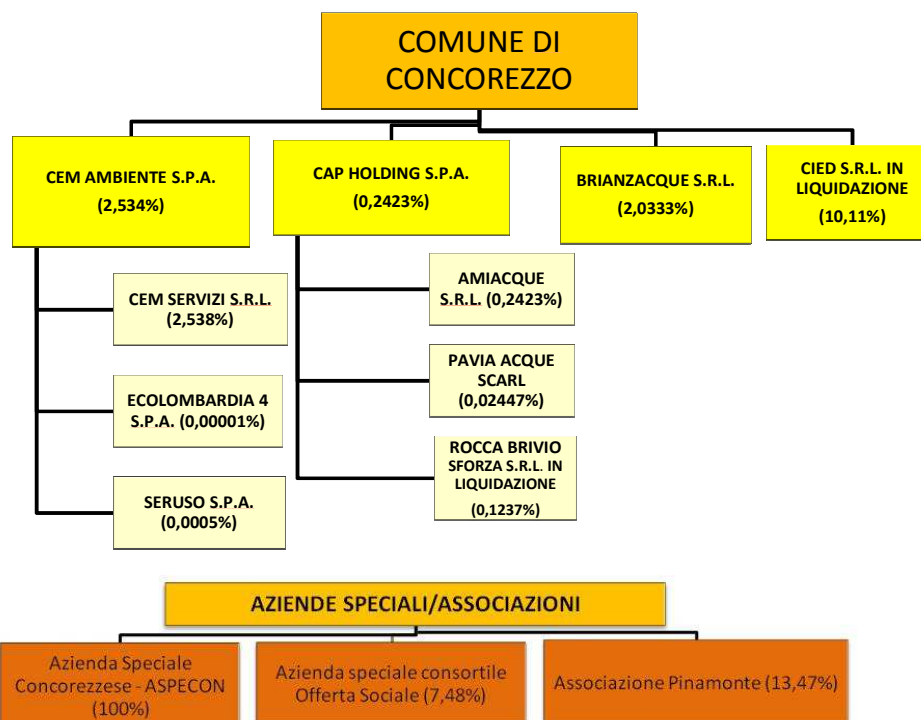 COMUNE DI
CONCOREZZO
CEM AMBIENTE S.P.A.
(2,534%)
CAP HOLDING S.P.A.
(0,2423%)
BRIANZACQUE S.R.L.
(2,0333%)
CIED S.R.L. IN
LIQUIDAZIONE
(10,11%)
CEM SERVIZI S.R.L.
(2,538%)
ECOLOMBARDIA 4
S.P.A. (0,00001%)
SERUSO S.P.A.
(0,0005%)
AMIACQUE
S.R.L. (0,2423%)
PAVIA ACQUE
SCARL
(0,02447%)
ROCCA BRIVIO
SFORZA S.R.L. IN
LIQUIDAZIONE
(0,1237%)
AZIENDE SPECIALI/ASSOCIAZIONI
Azienda Speciale
Concorezzese - ASPECON
(100%)
Azienda speciale consortile
Offerta Sociale (7,48%)
Associazione Pinamonte (13,47%)